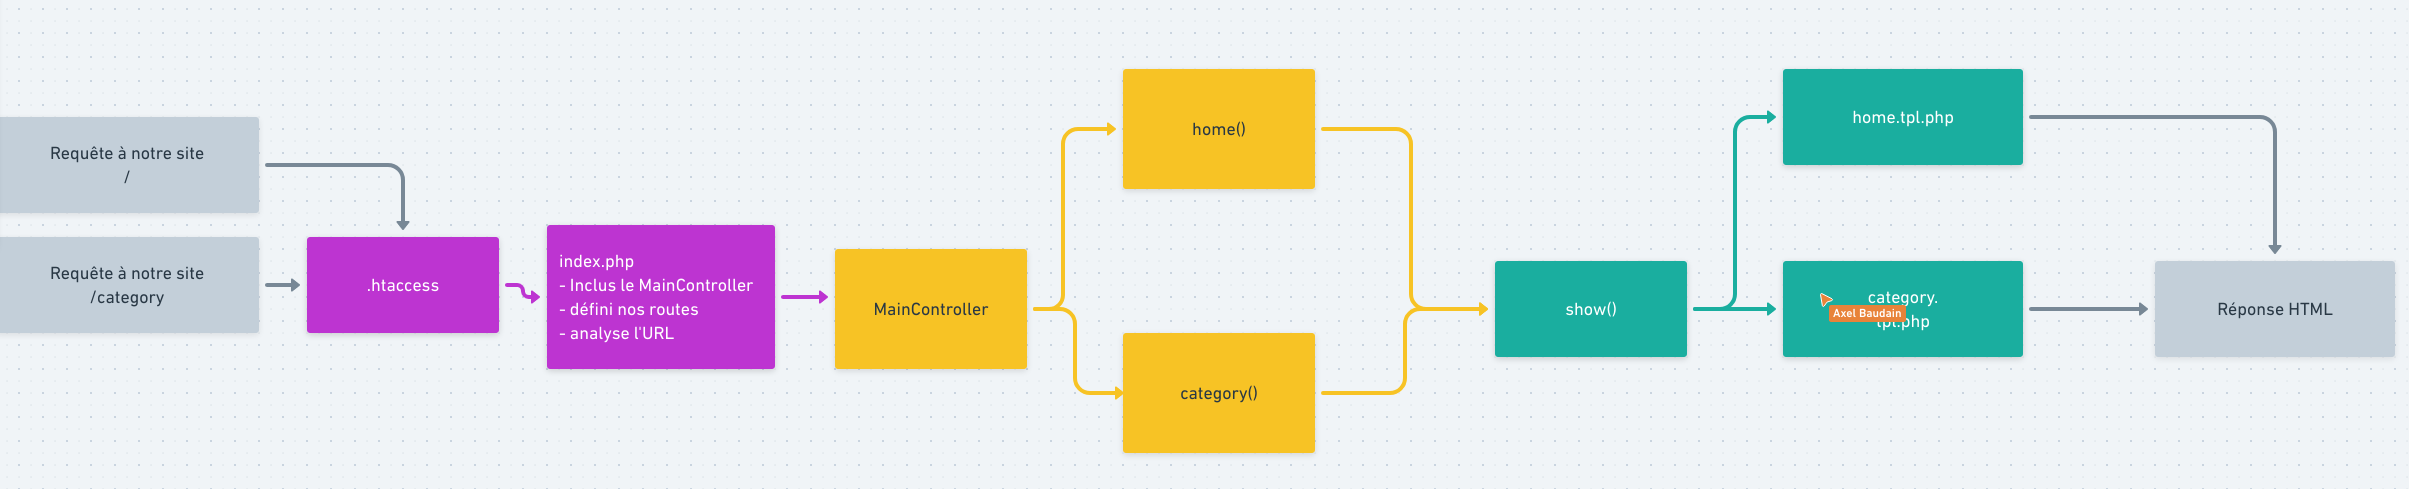 Requête à notre site
/
Requête à notre site
/category
.htaccess
index.php
- Inclus le MainController
- défini nos routes
- analyse l'URL
MainController
home()
category()
show()
home.tpl.php
category.
tpl.php
Axel Baudain
Réponse HTML